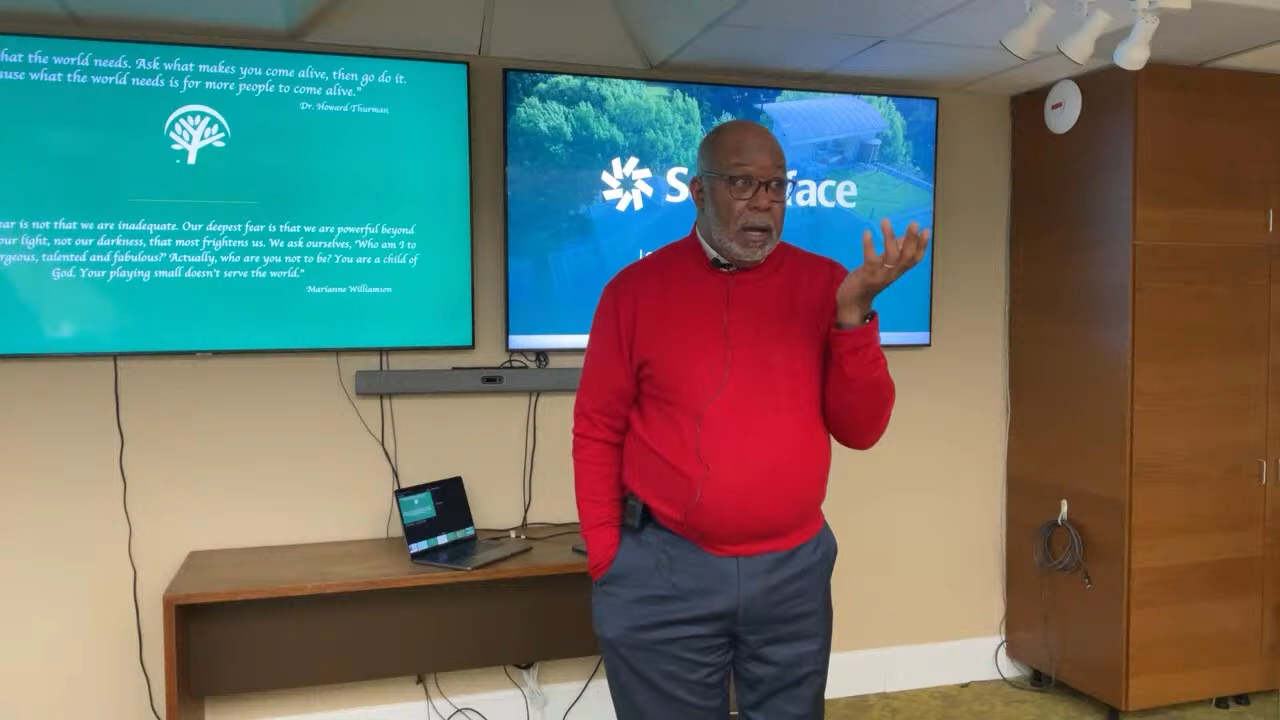 hat the world needs. Ask what makes you come alive, then go do it.
ause what the world needs is for more people to come alive."
Dr. Howard Thurman
ear is not that we are inadequate. Our deepest fear is that we are powerful beyond
our light, not our darkness, that most frightens us. We ask ourselves, 'Who am I to
rgeous, talented and fabulous?' Actually, who are you not to be? You are a child of
God. Your playing small doesn't serve the world."
Marianne Williamson
S face